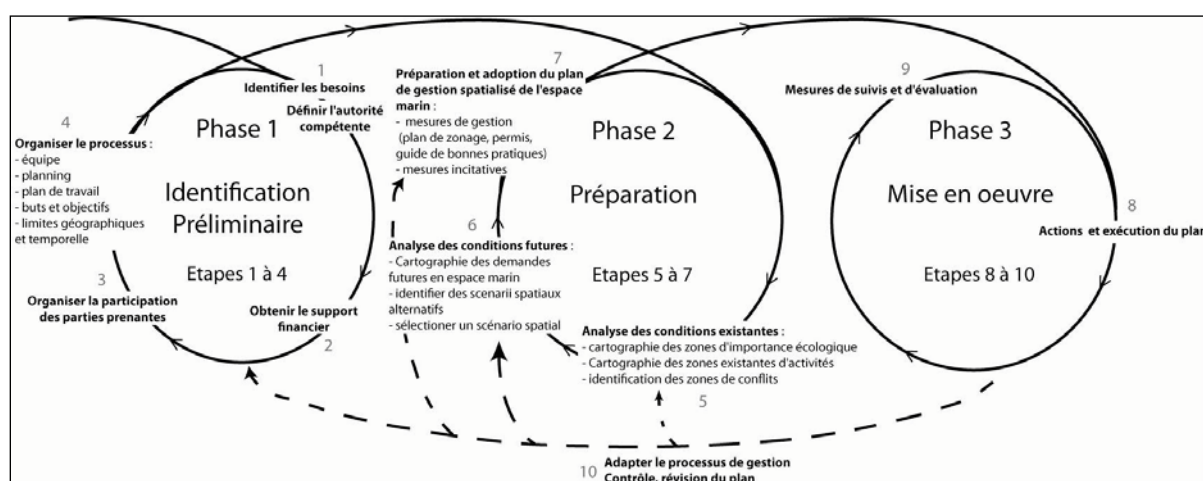 1
Identifier les besoins
Définir l'autorité
compétente
Phase 1
Identification
Préliminaire
Etapes 1 à 4
Obtenir le support
financier
2
3
Organiser la participation
des parties prenantes
4
Organiser le processus :
- équipe
- planning
- plan de travail
- buts et objectifs
- limites géographiques
et temporelle
Phase 2
Préparation
Etapes 5 à 7
Analyse des conditions existantes :
- cartographie des zones d'importance écologique
- Cartographie des zones existantes d'activités
- identification des zones de conflits
5
6
Analyse des conditions futures :
- Cartographie des demandes
futures en espace marin
- identifier des scenarii spatiaux
alternatifs
- sélectioner un scénario spatial
7
Préparation et adoption du plan
de gestion spatialisé de l'espace
marin :
- mesures de gestion
(plan de zonage, permis,
guide de bonnes pratiques)
- mesures incitatives
Phase 3
Mise en oeuvre
Etapes 8 à 10
8
Actions et exécution du plan
9
Mesures de suivis et d'évaluation
10 Adapter le processus de gestion
Contrôle, révision du plan